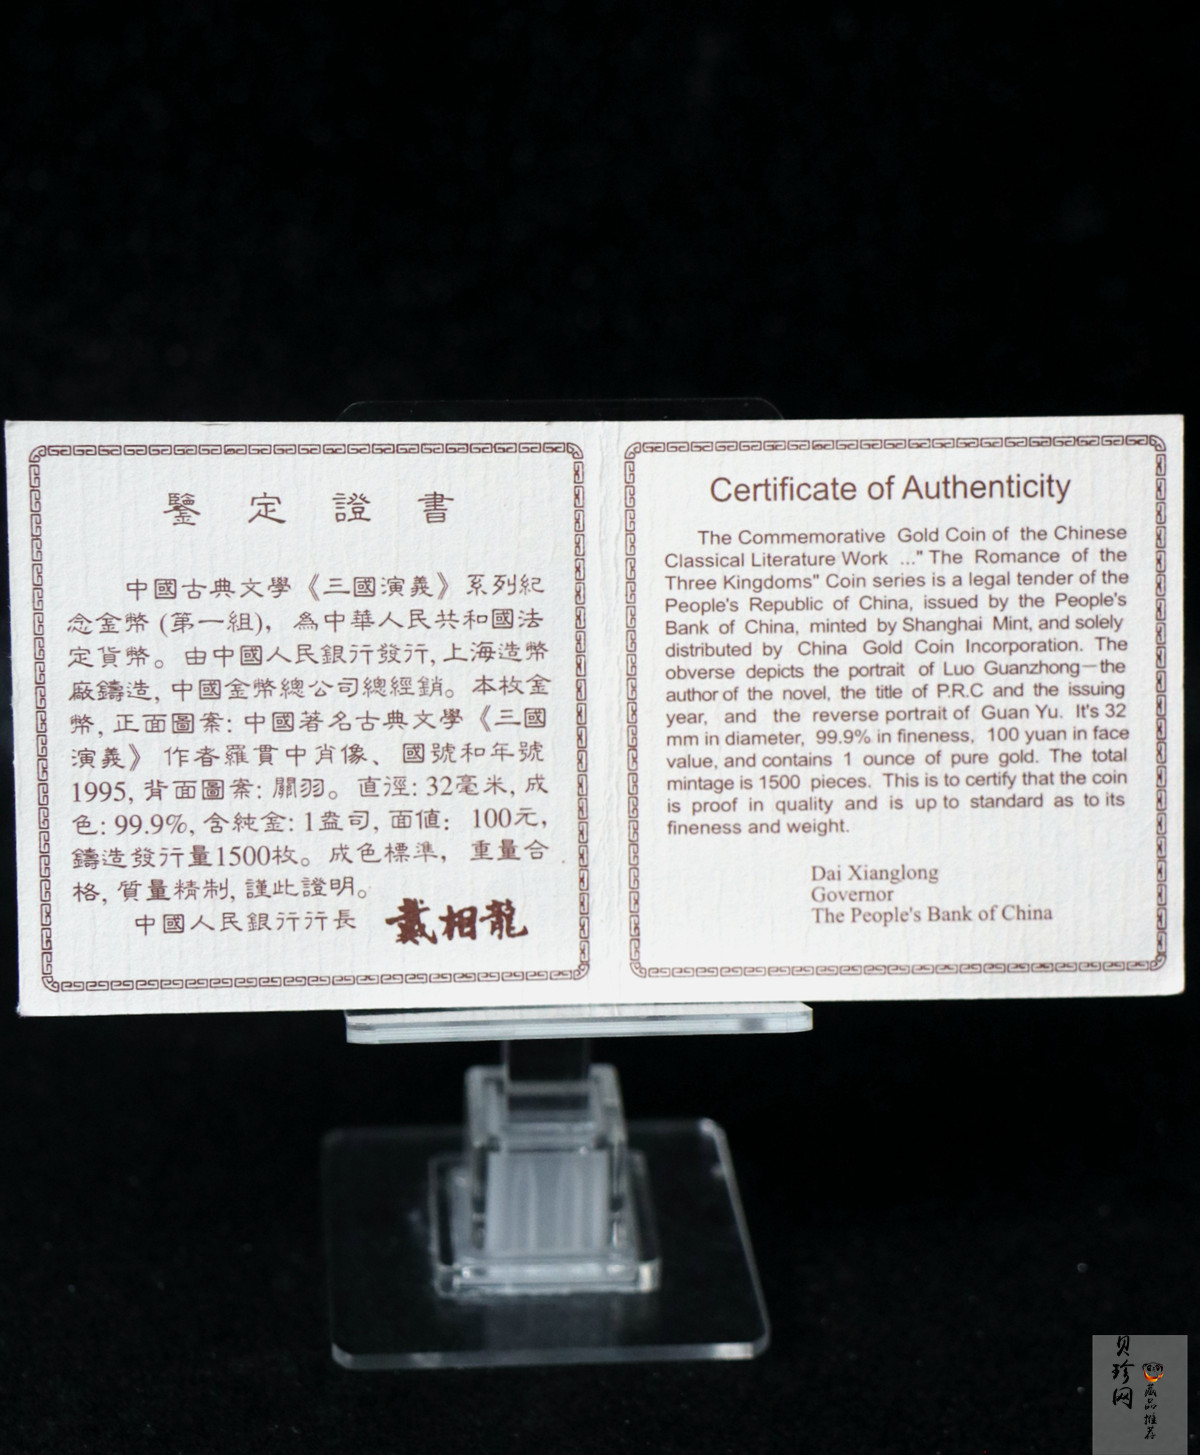 鑒定證書
中國古典文學《三國演義》系列紀
念金幣(第一組)，為中華人民共和國法
定貨幣。由中國人民銀行發行,上海造幣
廠鑄造,中國金幣總公司總經銷。本枚金
幣,正面圖案:中國著名古典文學《三國
演義》作者羅貫中肖像、國號和年號
1995,背面圖案:關羽。直徑:32毫米,成
色:99.9%,含純金:1盎司,面值：100元,
鑄造發行量1500枚。成色標準，重量合
格,質量精制,謹此證明。
中國人民銀行行長 戴相龍
Certificate of Authenticity
The Commemorative Gold Coin of the Chinese
Classical Literature Work ..." The Romance of the
Three Kingdoms" Coin series is a legal tender of the
People's Republic of China, issued by the People's
Bank of China, minted by Shanghai Mint, and solely
distributed by China Gold Coin Incorporation. The
obverse depicts the portrait of Luo Guanzhong—the
author of the novel, the title of P.R.C and the issuing
year, and the reverse portrait of Guan Yu. It's 32
mm in diameter, 99.9% in fineness, 100 yuan in face
value, and contains 1 ounce of pure gold. The total
mintage is 1500 pieces. This is to certify that the coin
is proof in quality and is up to standard as to its
fineness and weight.
Dai Xianglong
Governor
The People's Bank of China
贝珍网
藏品推荐